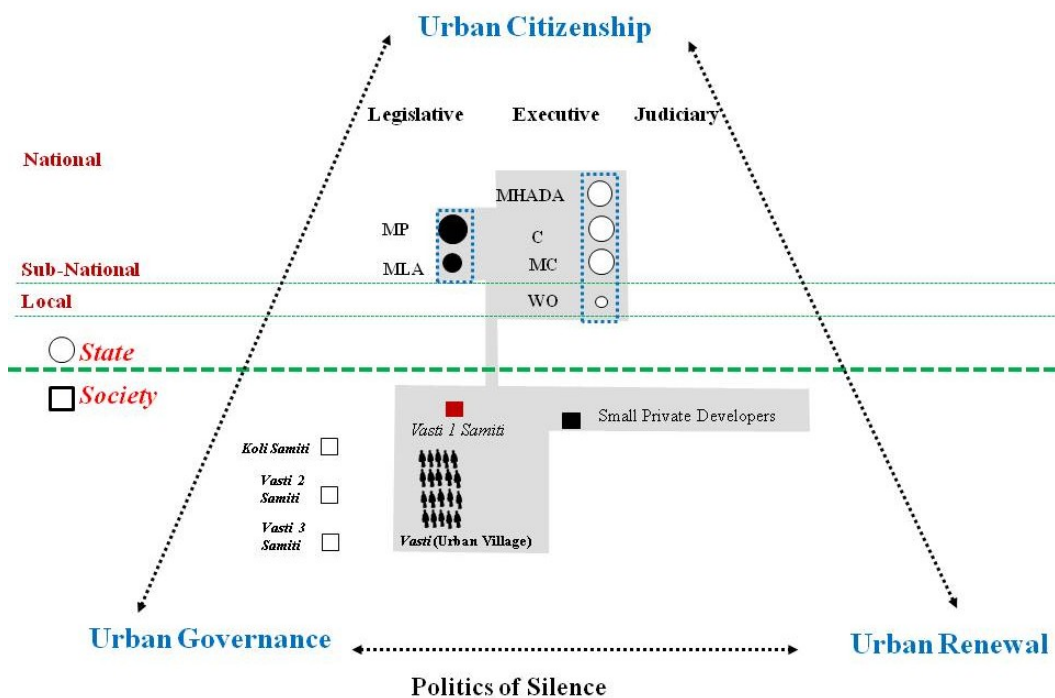 Urban Citizenship
Legislative Executive Judiciary
National
MHADA
MP
C
MLA
MC
Sub-National
Local
WO
State
Society
Small Private Developers
Vasti 1 Samiti
Koli Samiti
Vasti 2
Samiti
Vasti 3
Samiti
Vasti (Urban Village)
Urban Governance
Urban Renewal
Politics of Silence